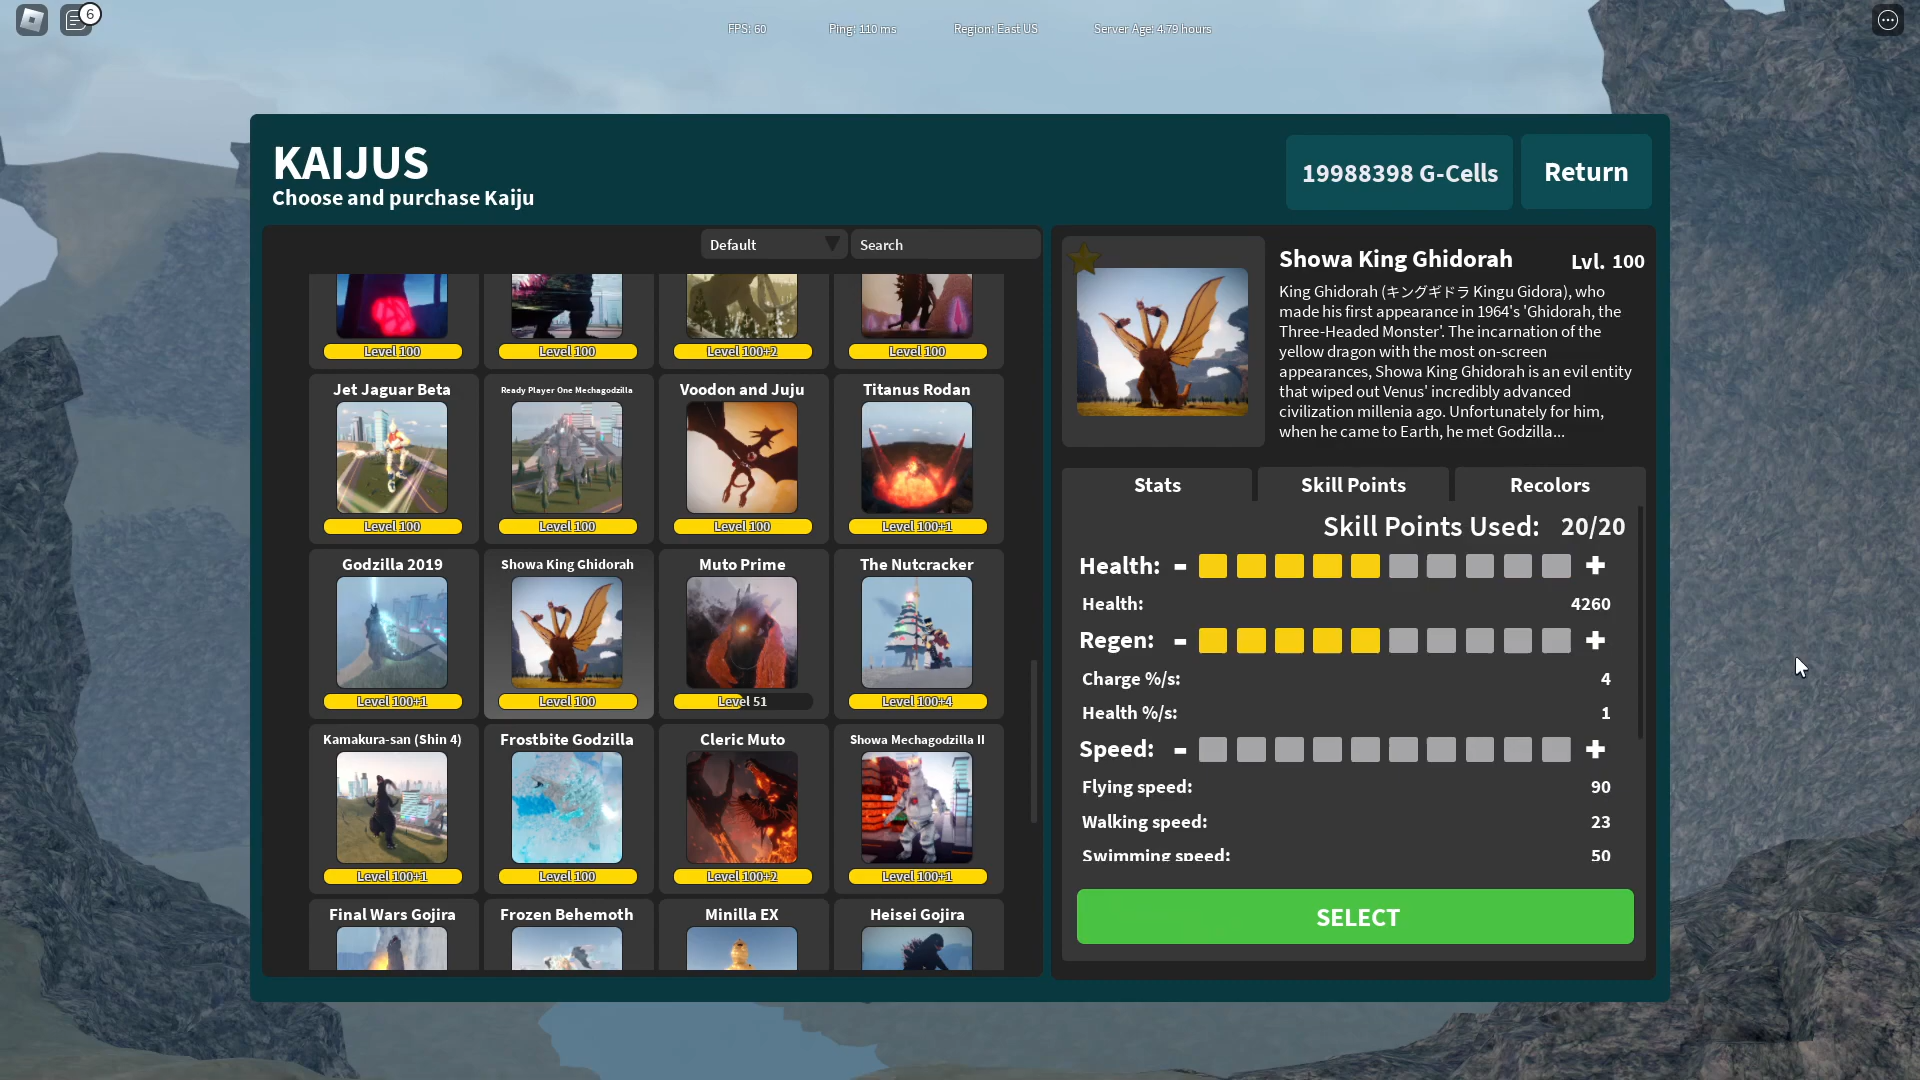 6
FPS: 60
Ping: 110 ms
Region: East US
Server Age: 4.79 hours
KAIJUS
Choose and purchase Kaiju
19988398 G-Cells
Return
Default
Search
Level 100
Level 100
Level 100+2
Level 100
Jet Jaguar Beta
Ready Player One Mechagodzilla
Voodon and Juju
Titanus Rodan
Level 100
Level 100
Level 100
Level 100+1
Godzilla 2019
Showa King Ghidorah
Muto Prime
The Nutcracker
Level 100+1
Level 100
Level 51
Level 100+4
Kamakura-san (Shin 4)
Frostbite Godzilla
Cleric Muto
Showa Mechagodzilla II
Level 100+1
Level 100
Level 100+2
Level 100+1
Final Wars Gojira
Frozen Behemoth
Minilla EX
Heisei Gojira
Showa King Ghidorah
Lvl. 100
King Ghidorah (キングギドラ Kingu Gidora), who
made his first appearance in 1964's 'Ghidorah, the
Three-Headed Monster'. The incarnation of the
yellow dragon with the most on-screen
appearances, Showa King Ghidorah is an evil entity
that wiped out Venus' incredibly advanced
civilization millenia ago. Unfortunately for him,
when he came to Earth, he met Godzilla...
Stats
Skill Points
Recolors
Skill Points Used: 20/20
Health: - +
Health: 4260
Regen: - +
Charge %/s: 4
Health %/s: 1
Speed: - +
Flying speed: 90
Walking speed: 23
Swimming speed: 50
SELECT